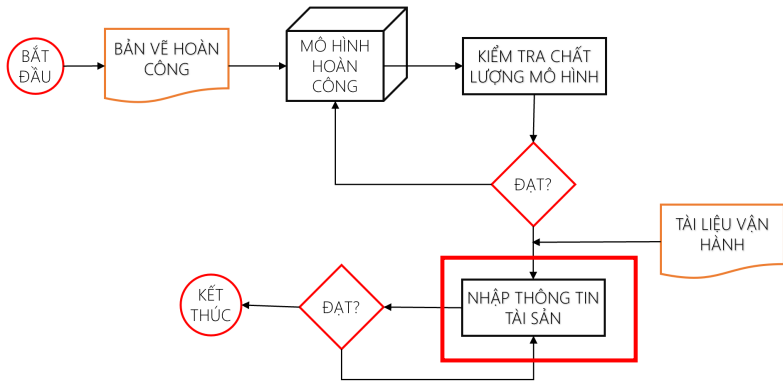 BẮT
ĐẦU
BẢN VẼ HOÀN
CÔNG
MÔ HÌNH
HOÀN
CÔNG
KIỂM TRA CHẤT
LƯỢNG MÔ HÌNH
ĐẠT?
TÀI LIỆU VẬN
HÀNH
NHẬP THÔNG TIN
TÀI SẢN
ĐẠT?
KẾT
THÚC